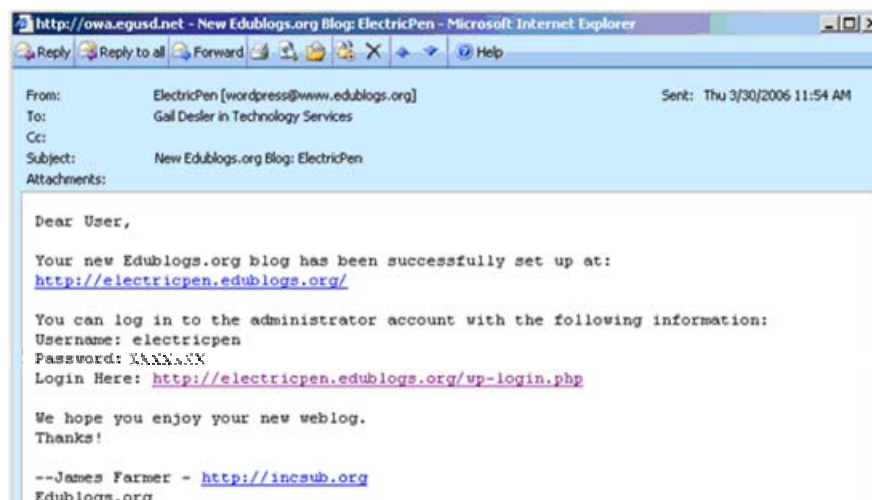 http://owa.egusd.net - New Edublogs.org Blog: ElectricPen - Microsoft Internet Explorer
Reply Reply to all Forward Help
From: ElectricPen [wordpress@www.edublogs.org] Sent: Thu 3/30/2006 11:54 AM
To: Gail Desler in Technology Services
Cc:
Subject: New Edublogs.org Blog: ElectricPen
Attachments:
Dear User,
Your new Edublogs.org blog has been successfully set up at:
http://electricpen.edublogs.org/
You can log in to the administrator account with the following information:
Username: electricpen
Password:
Login Here: http://electricpen.edublogs.org/wp-login.php
We hope you enjoy your new weblog.
Thanks!
--James Farmer - http://incsub.org
Edublogs.org